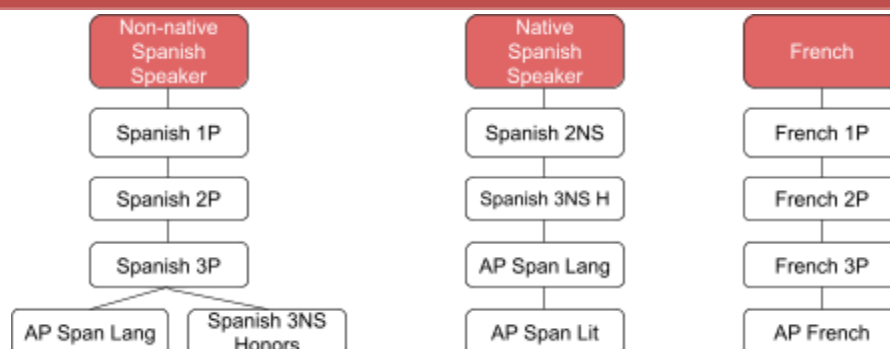 Non-native
Spanish
Speaker
Spanish 1P
Spanish 2P
Spanish 3P
AP Span Lang
Spanish 3NS
Honors
Native
Spanish
Speaker
Spanish 2NS
Spanish 3NS H
AP Span Lang
AP Span Lit
French
French 1P
French 2P
French 3P
AP French